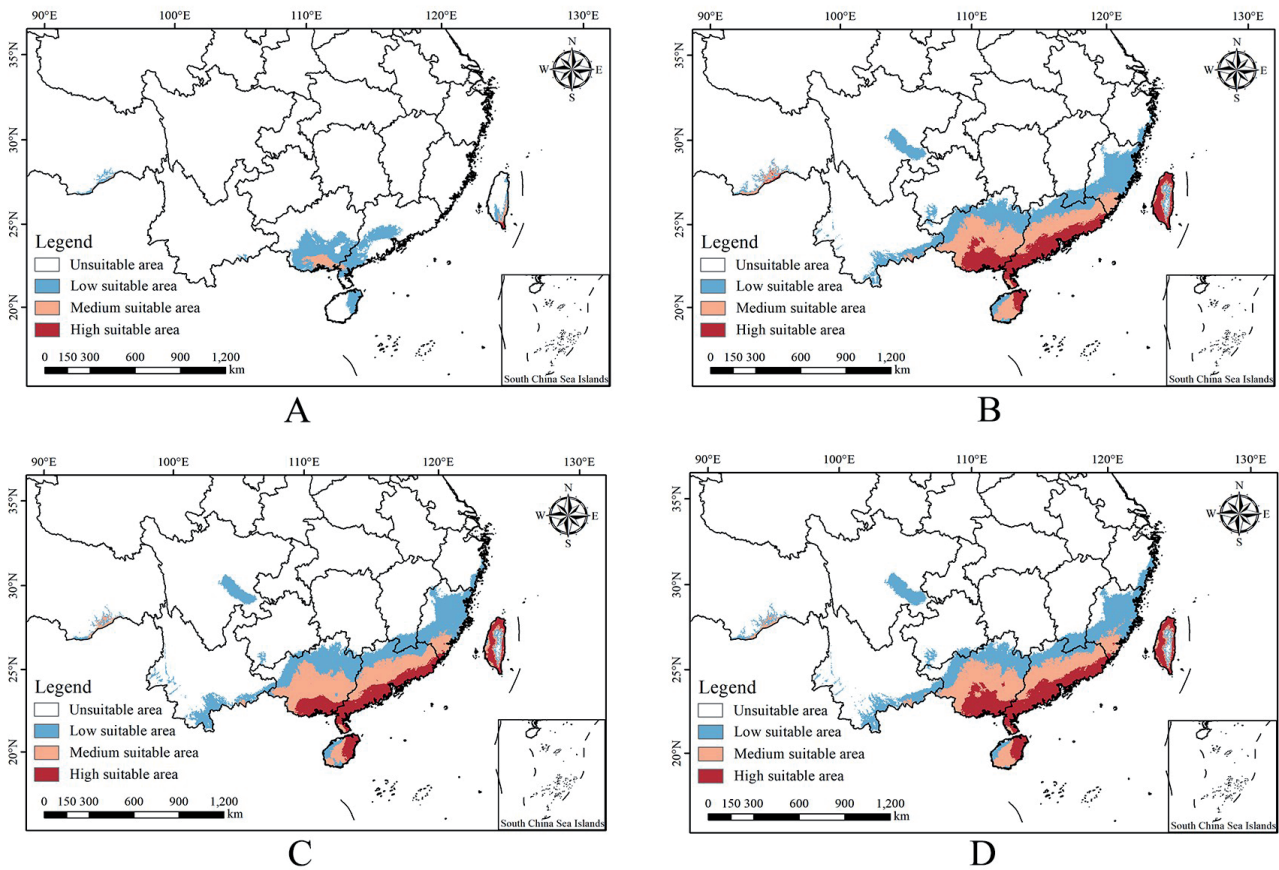 90°E 100°E 110°E 120°E 130°E
35°N
30°N
25°N
20°N
N
W E
S
Legend
Unsuitable area
Low suitable area
Medium suitable area
High suitable area
0 150 300 600 900 1,200
km
South China Sea Islands
A
90°E 100°E 110°E 120°E 130°E
35°N
30°N
25°N
20°N
N
W E
S
Legend
Unsuitable area
Low suitable area
Medium suitable area
High suitable area
0 150 300 600 900 1,200
km
South China Sea Islands
B
90°E 100°E 110°E 120°E 130°E
35°N
30°N
25°N
20°N
N
W E
S
Legend
Unsuitable area
Low suitable area
Medium suitable area
High suitable area
0 150 300 600 900 1,200
km
South China Sea Islands
C
90°E 100°E 110°E 120°E 130°E
35°N
30°N
25°N
20°N
N
W E
S
Legend
Unsuitable area
Low suitable area
Medium suitable area
High suitable area
0 150 300 600 900 1,200
km
South China Sea Islands
D